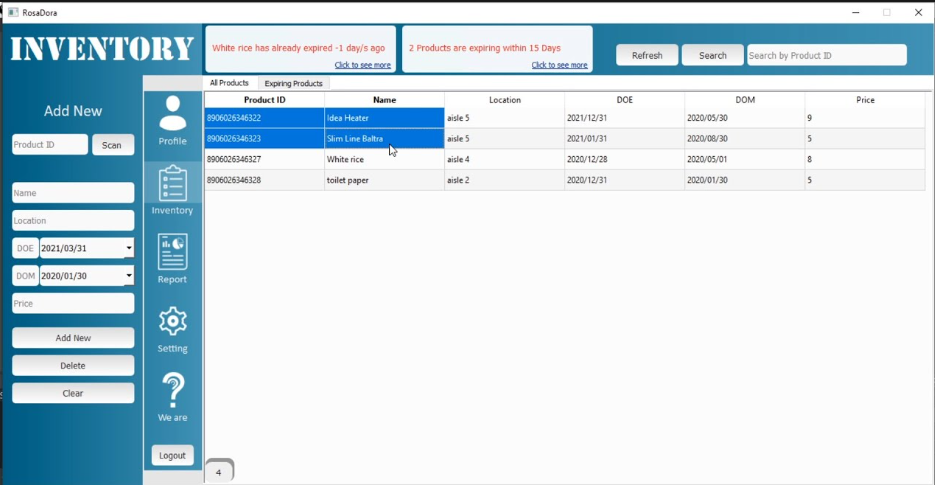 RosaDora
INVENTORY
White rice has already expired -1 day/s ago
Click to see more
2 Products are expiring within 15 Days
Click to see more
Refresh
Search
Search by Product ID
Add New
Product ID
Scan
Name
Location
DOE 2021/03/31
DOM 2020/01/30
Price
Add New
Delete
Clear
Profile
Inventory
Report
Setting
We are
Logout
All Products Expiring Products
Product ID Name Location DOE DOM Price
8906026346322 Idea Heater aisle 5 2021/12/31 2020/05/30 9
8906026346323 Slim Line Baltra aisle 5 2021/01/31 2020/08/30 5
8906026346327 White rice aisle 4 2020/12/28 2020/05/01 8
8906026346328 toilet paper aisle 2 2020/12/31 2020/01/30 5
4